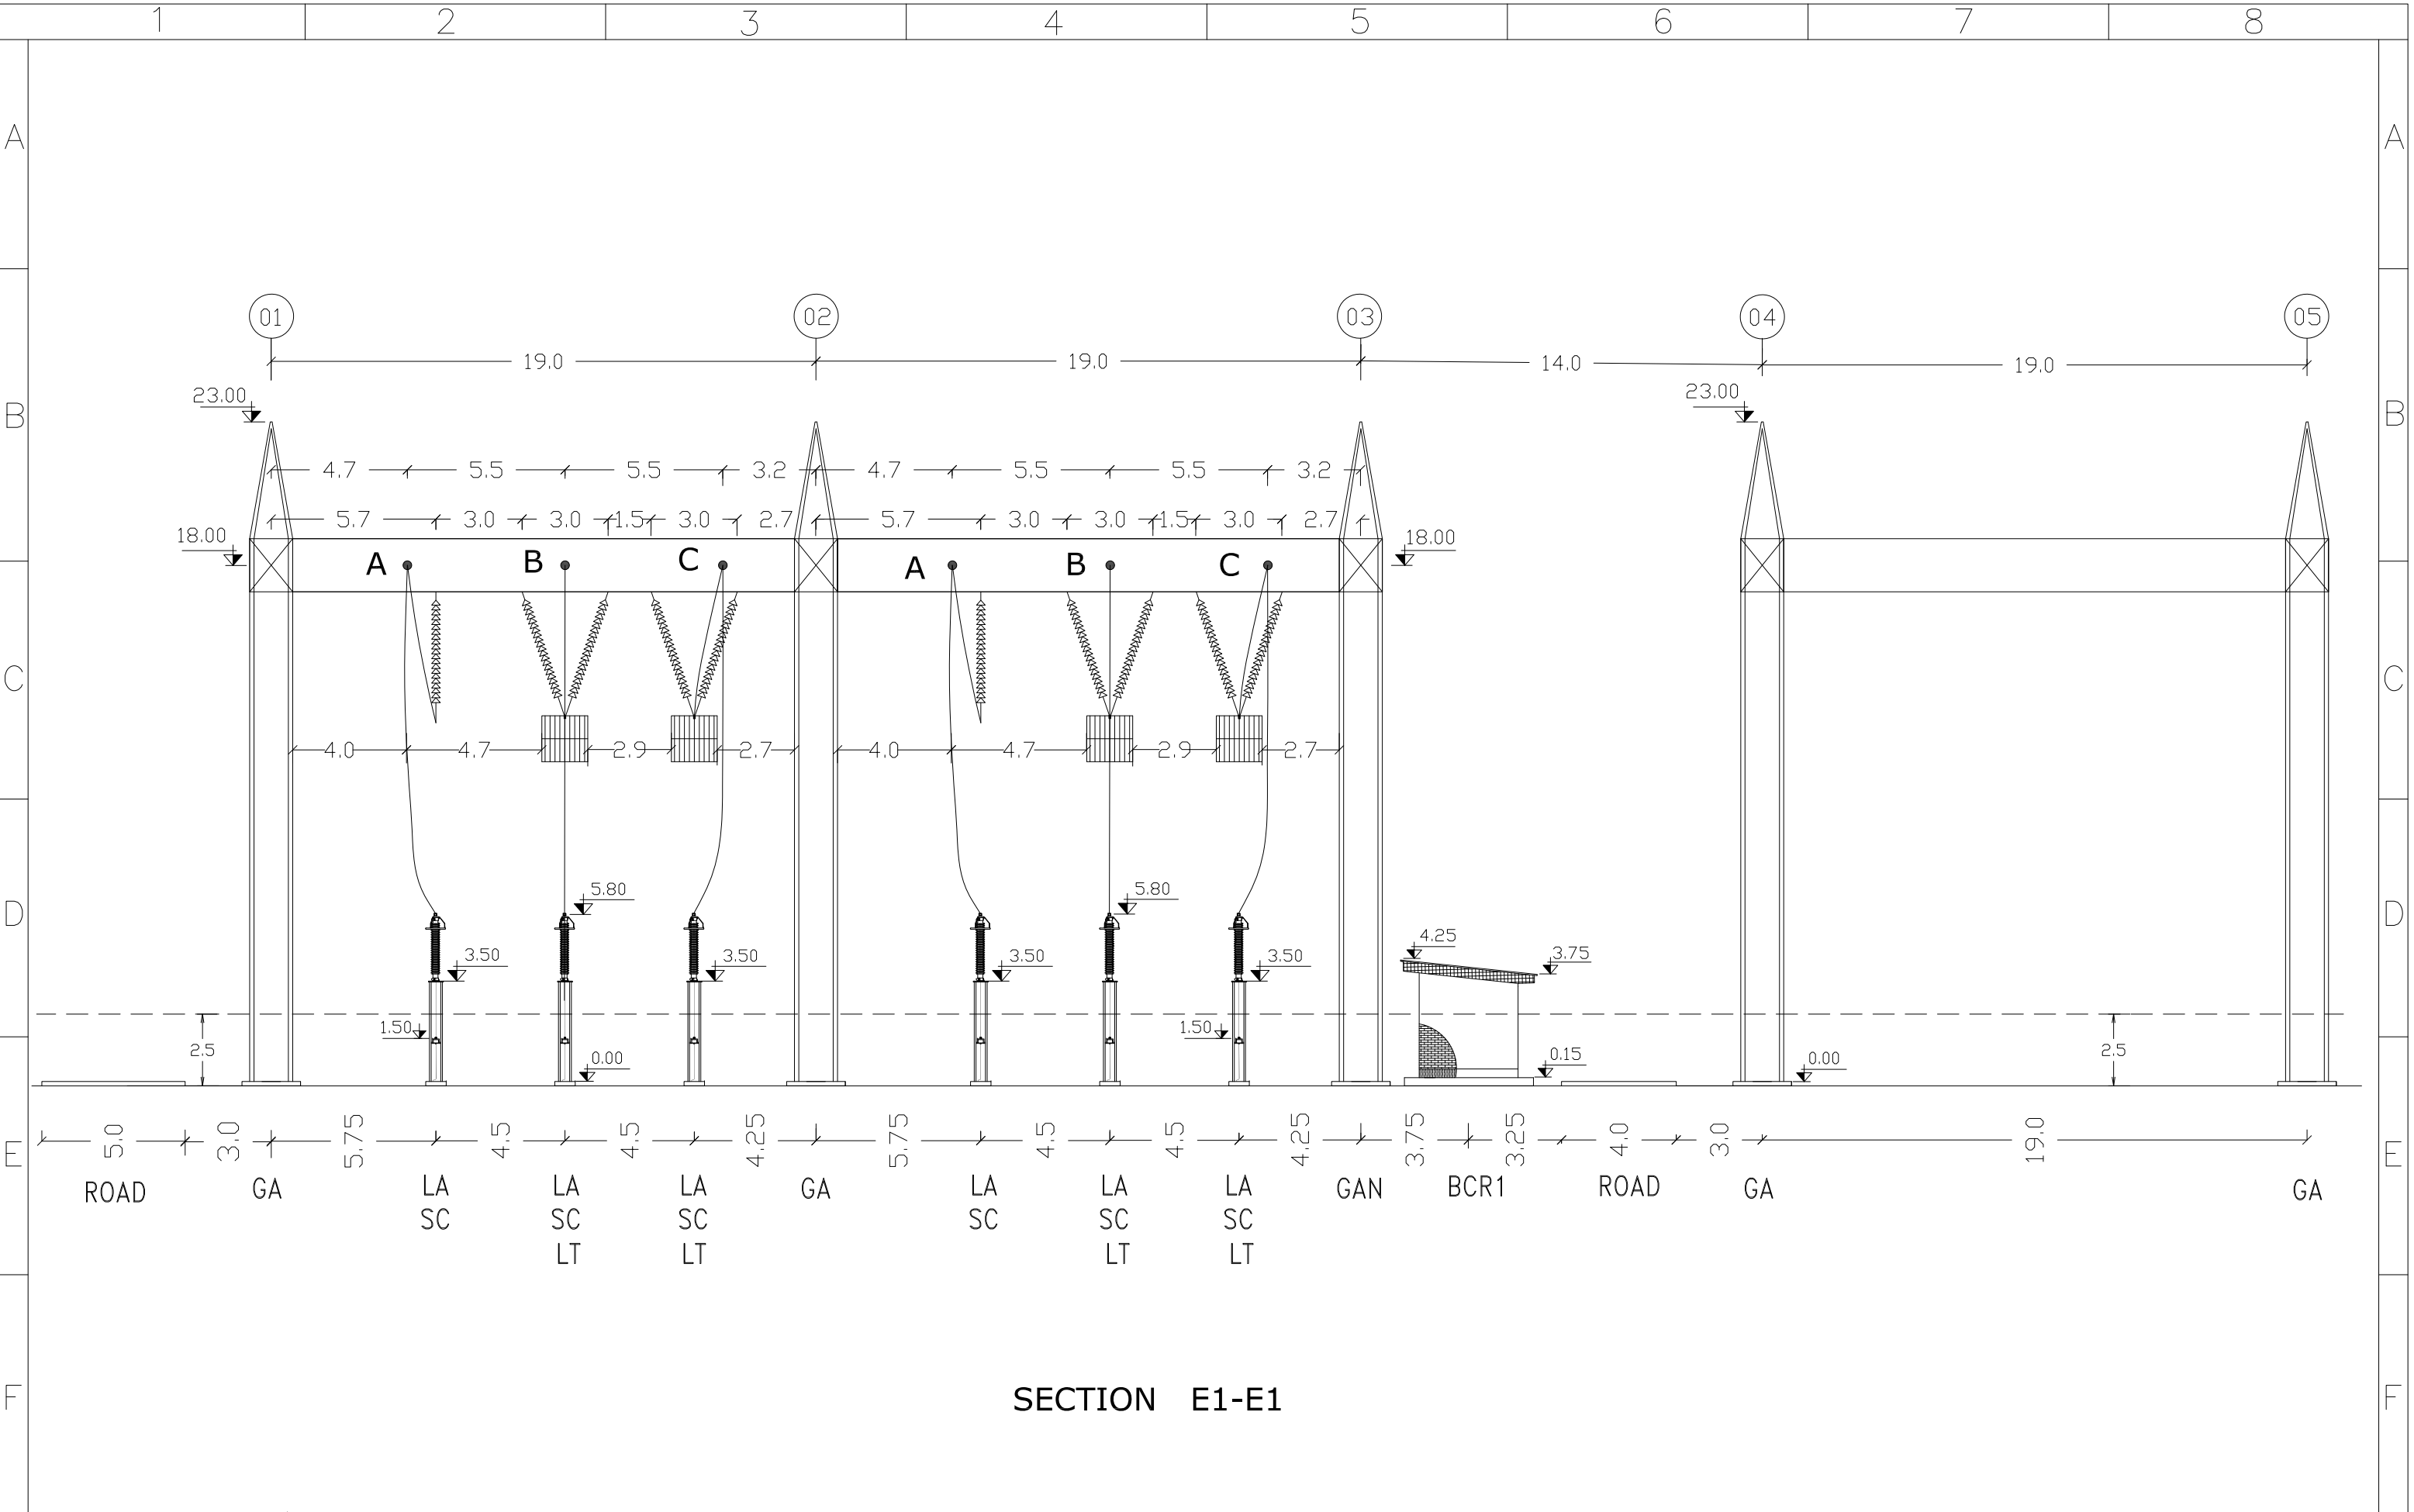 1 2 3 4 5 6 7 8
A A
01 02 03 04 05
19.0 19.0 14.0 19.0
23.00 23.00
B B
4.7 5.5 5.5 3.2 4.7 5.5 5.5 3.2
5.7 3.0 3.0 1.5 3.0 2.7 5.7 3.0 3.0 1.5 3.0 2.7
18.00 18.00
A B C A B C
C C
4.0 4.7 2.9 2.7 4.0 4.7 2.9 2.7
5.80 5.80
D D
4.25 3.75
3.50 3.50 3.50 3.50
1.50 1.50
2.5 0.00 0.15 0.00 2.5
5.0 3.0 5.75 4.5 4.5 4.25 5.75 4.5 4.5 4.25 3.75 3.25 4.0 3.0 19.0
E E
ROAD GA LA LA LA GA LA LA LA GAN BCR1 ROAD GA GA
SC SC SC SC SC SC
LT LT LT LT
F F
SECTION E1-E1